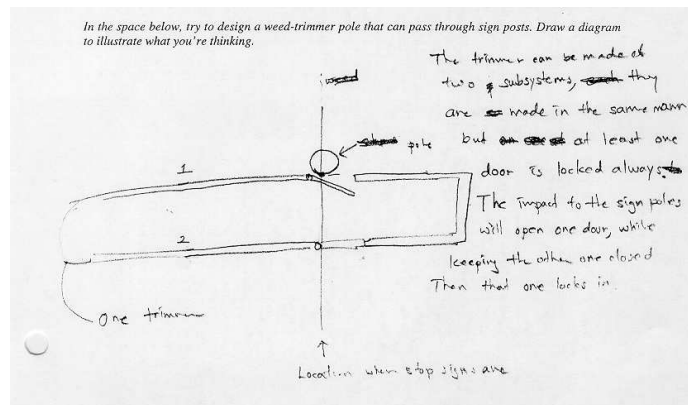 In the space below, try to design a weed-trimmer pole that can pass through sign posts. Draw a diagram
to illustrate what you're thinking.
The trimmer can be made of
two subsystems, they
are made in the same mann
but at least one
door is locked always
The impact to the sign poles
will open one door, while
keeping the other one closed
Then that one locks in.
pole
1
2
One trimmer
Location when stop signs are